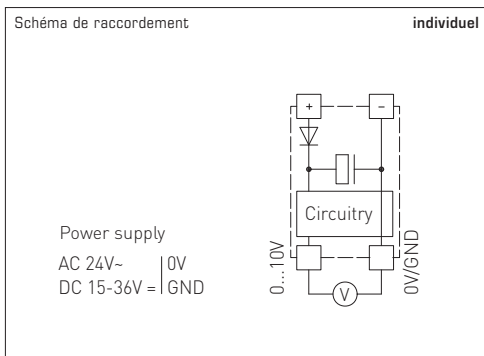 Schéma de raccordement individuel
+ −
Circuitry
Power supply
AC 24V~ | 0V
DC 15-36V = | GND
0...10V
0V/GND
V